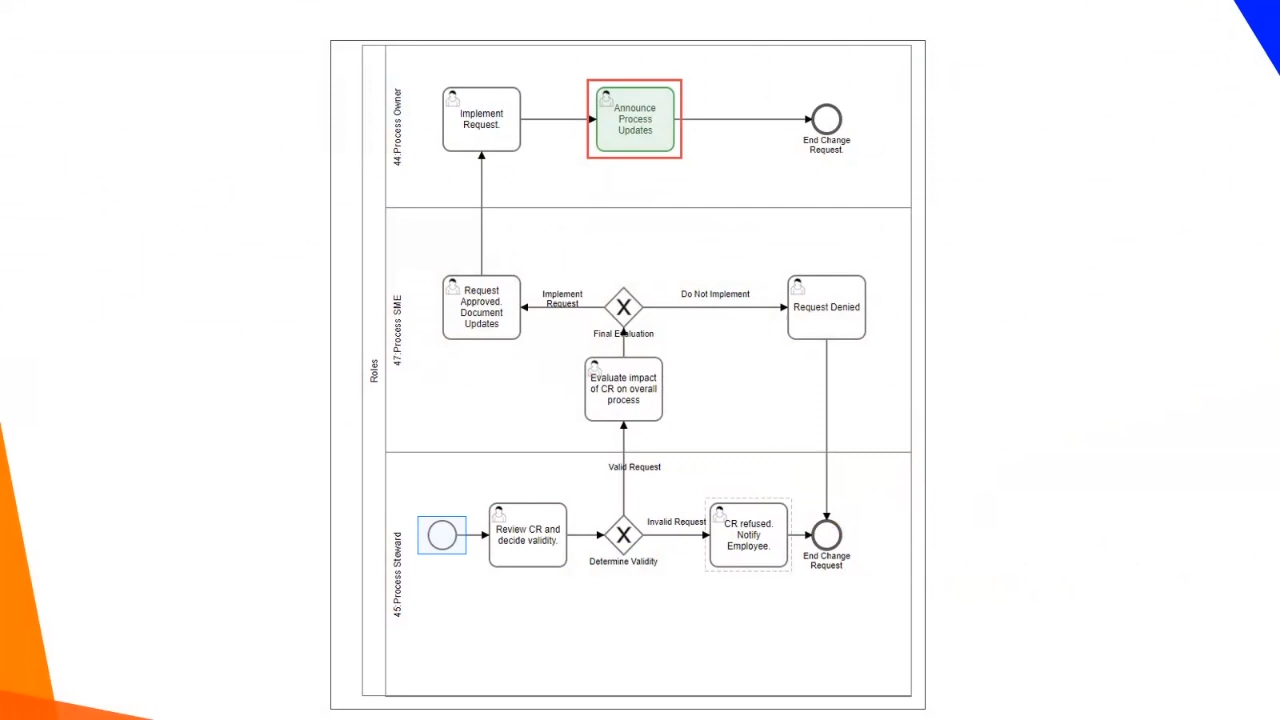 44:Process Owner
Implement
Request.
Announce
Process
Updates
End Change
Request.
Roles
47:Process SME
Request
Approved.
Document
Updates
Implement
Request
X
Do Not Implement
Request Denied
Final Evaluation
Evaluate impact
of CR on overall
process
Valid Request
45:Process Steward
Review CR and
decide validity.
X
Determine Validity
Invalid Request
CR refused.
Notify
Employee.
End Change
Request